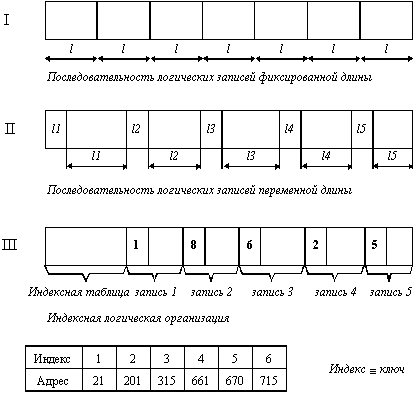 I
l l l l l l l
Последовательность логических записей фиксированной длины
II
l1 l2 l3 l4 l5
l1 l2 l3 l4 l5
Последовательность логических записей переменной длины
III
1 8 6 2 5
Индексная таблица запись 1 запись 2 запись 3 запись 4 запись 5
Индексная логическая организация
Индекс 1 2 3 4 5 6
Адрес 21 201 315 661 670 715
Индекс ≡ ключ